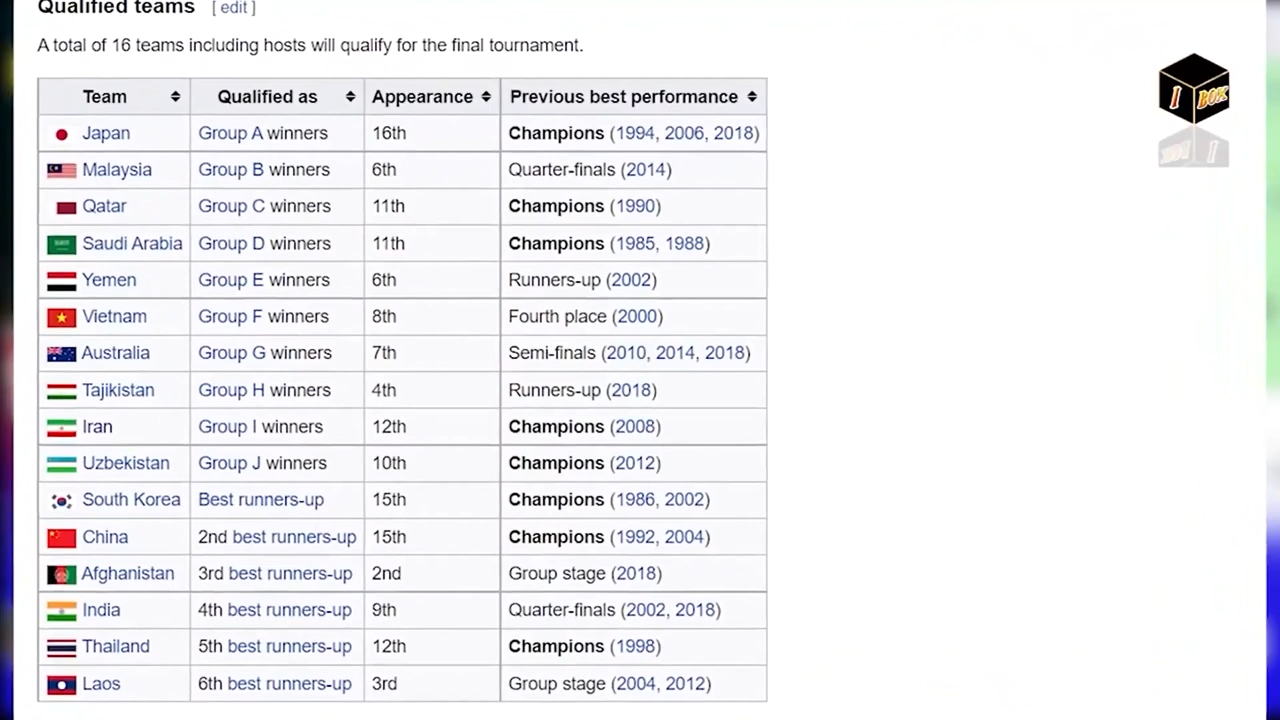 Qualified teams [ edit ]
A total of 16 teams including hosts will qualify for the final tournament.
Team Qualified as Appearance Previous best performance
Japan Group A winners 16th Champions (1994, 2006, 2018)
Malaysia Group B winners 6th Quarter-finals (2014)
Qatar Group C winners 11th Champions (1990)
Saudi Arabia Group D winners 11th Champions (1985, 1988)
Yemen Group E winners 6th Runners-up (2002)
Vietnam Group F winners 8th Fourth place (2000)
Australia Group G winners 7th Semi-finals (2010, 2014, 2018)
Tajikistan Group H winners 4th Runners-up (2018)
Iran Group I winners 12th Champions (2008)
Uzbekistan Group J winners 10th Champions (2012)
South Korea Best runners-up 15th Champions (1986, 2002)
China 2nd best runners-up 15th Champions (1992, 2004)
Afghanistan 3rd best runners-up 2nd Group stage (2018)
India 4th best runners-up 9th Quarter-finals (2002, 2018)
Thailand 5th best runners-up 12th Champions (1998)
Laos 6th best runners-up 3rd Group stage (2004, 2012)
I BOX